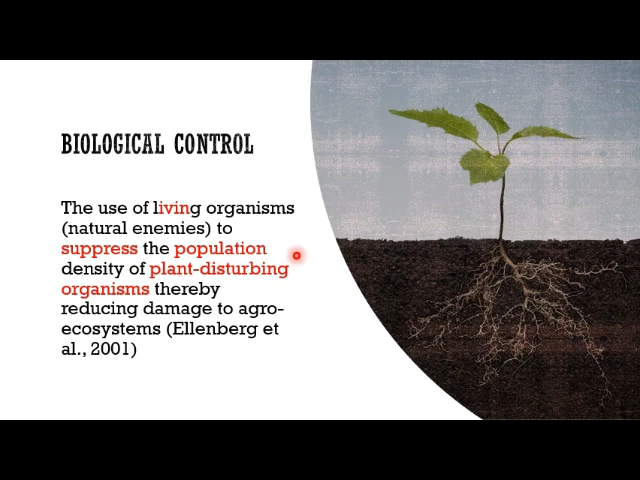 BIOLOGICAL CONTROL
The use of living organisms
(natural enemies) to
suppress the population
density of plant-disturbing
organisms thereby
reducing damage to agro-
ecosystems (Ellenberg et
al., 2001)